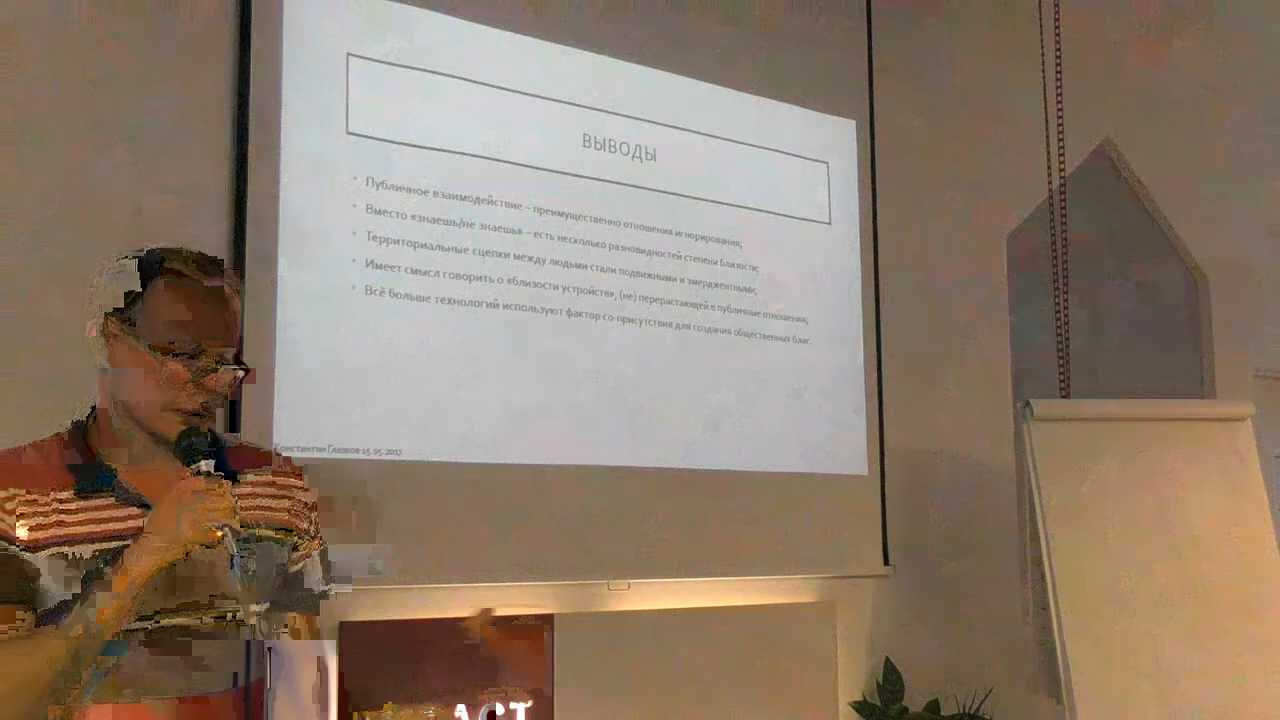 ВЫВОДЫ
• Публичное взаимодействие – преимущественно отношения игнорирования;
• Вместо «знаешь/не знаешь» – есть несколько разновидностей степени близости;
• Территориальные сцепки между людьми стали подвижными и эмерджентными;
• Имеет смысл говорить о «близости устройств», (не) перерастающей в публичные отношения;
• Всё больше технологий используют фактор со-присутствия для создания общественных благ.
Константин Глазков 15.05.2017